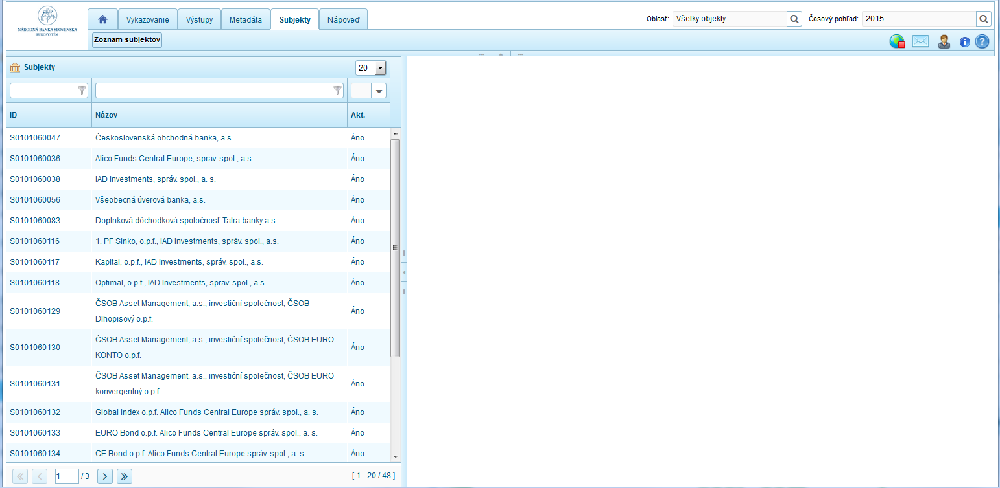 NÁRODNÁ BANKA SLOVENSKA
EUROSYSTÉM
Vykazovanie
Výstupy
Metadáta
Subjekty
Nápoveď
Oblasť: Všetky objekty
Časový pohľad: 2015
Zoznam subjektov
Subjekty
20
ID Názov Akt.
S0101060047 Československá obchodná banka, a.s. Áno
S0101060036 Alico Funds Central Europe, sprav. spol., a.s. Áno
S0101060038 IAD Investments, správ. spol., a. s. Áno
S0101060056 Všeobecná úverová banka, a.s. Áno
S0101060083 Doplnková dôchodková spoločnosť Tatra banky a.s. Áno
S0101060116 1. PF Slnko, o.p.f., IAD Investments, správ. spol., a.s. Áno
S0101060117 Kapital, o.p.f., IAD Investments, správ. spol., a.s. Áno
S0101060118 Optimal, o.p.f., IAD Investments, sprav. spol., a.s. Áno
S0101060129 ČSOB Asset Management, a.s., investiční společnost, ČSOB Áno
Dlhopisový o.p.f.
S0101060130 ČSOB Asset Management, a.s., investiční společnost, ČSOB EURO Áno
KONTO o.p.f.
S0101060131 ČSOB Asset Management, a.s., investiční společnost, ČSOB EURO Áno
konvergentný o.p.f.
S0101060132 Global Index o.p.f. Alico Funds Central Europe správ. spol., a. s. Áno
S0101060133 EURO Bond o.p.f. Alico Funds Central Europe správ. spol., a. s. Áno
S0101060134 CE Bond o.p.f. Alico Funds Central Europe správ. spol., a. s. Áno
1 / 3
[ 1 - 20 / 48 ]